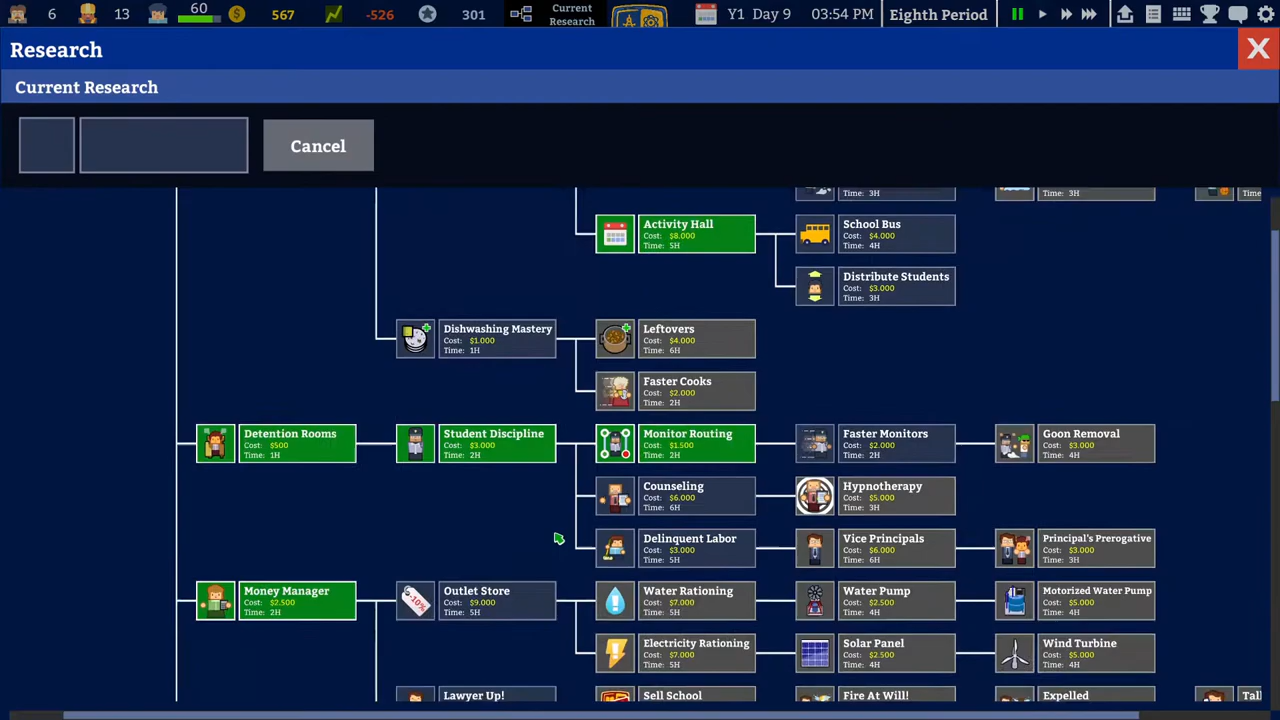 6 13 60 567 -526 301 Current Research Y1 Day 9 03:54 PM Eighth Period
Research X
Current Research
Cancel
Time: 3H
Time: 3H
Tim
Activity Hall
Cost: $8.000
Time: 5H
School Bus
Cost: $4.000
Time: 4H
Distribute Students
Cost: $3.000
Time: 3H
Dishwashing Mastery
Cost: $1.000
Time: 1H
Leftovers
Cost: $4.000
Time: 6H
Faster Cooks
Cost: $2.000
Time: 2H
Detention Rooms
Cost: $500
Time: 1H
Student Discipline
Cost: $3.000
Time: 2H
Monitor Routing
Cost: $1.500
Time: 2H
Faster Monitors
Cost: $2.000
Time: 2H
Goon Removal
Cost: $3.000
Time: 4H
Counseling
Cost: $6.000
Time: 6H
Hypnotherapy
Cost: $5.000
Time: 3H
Delinquent Labor
Cost: $3.000
Time: 5H
Vice Principals
Cost: $6.000
Time: 6H
Principal's Prerogative
Cost: $3.000
Time: 4H
Money Manager
Cost: $2.500
Time: 2H
Outlet Store
Cost: $9.000
Time: 5H
-10%
Water Rationing
Cost: $7.000
Time: 5H
Water Pump
Cost: $2.500
Time: 4H
Motorized Water Pump
Cost: $5.000
Time: 4H
Electricity Rationing
Cost: $7.000
Time: 5H
Solar Panel
Cost: $2.500
Time: 4H
Wind Turbine
Cost: $5.000
Time: 4H
Lawyer Up!
Sell School
Fire At Will!
Expelled
Tal